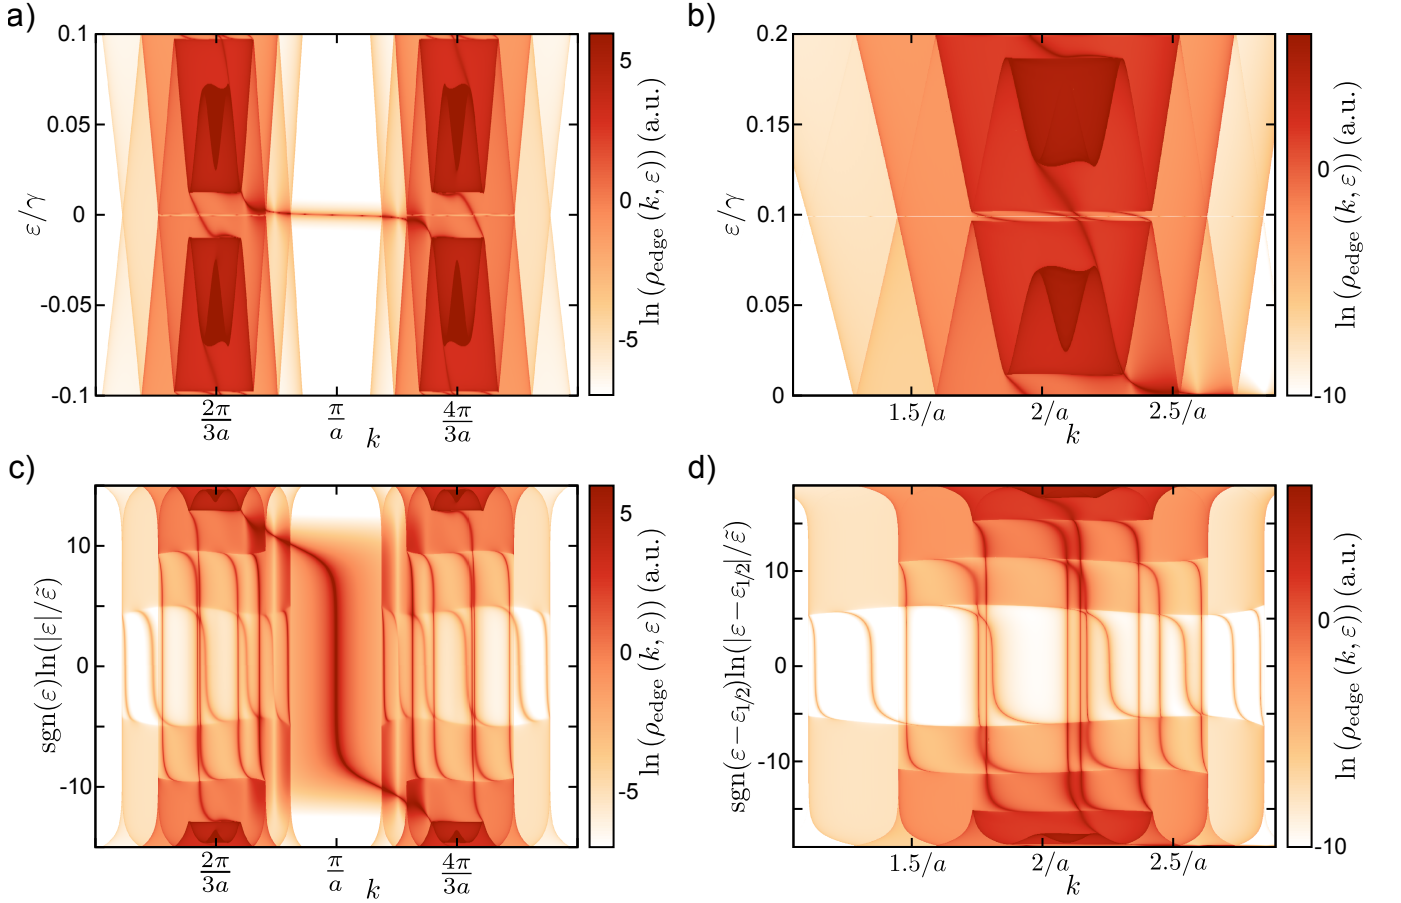 a)
0.1
0.05
0
-0.05
-0.1
ε/γ
2π/3a
π/a
4π/3a
k
5
0
-5
ln (ρedge (k, ε)) (a.u.)
b)
0.2
0.15
0.1
0.05
0
ε/γ
1.5/a
2/a
2.5/a
k
0
-10
ln (ρedge (k, ε)) (a.u.)
c)
10
0
-10
sgn(ε)ln(|ε|/ε̃)
2π/3a
π/a
4π/3a
k
5
0
-5
ln (ρedge (k, ε)) (a.u.)
d)
10
0
-10
sgn(ε−ε1/2)ln(|ε−ε1/2|/ε̃)
1.5/a
2/a
2.5/a
k
0
-10
ln (ρedge (k, ε)) (a.u.)